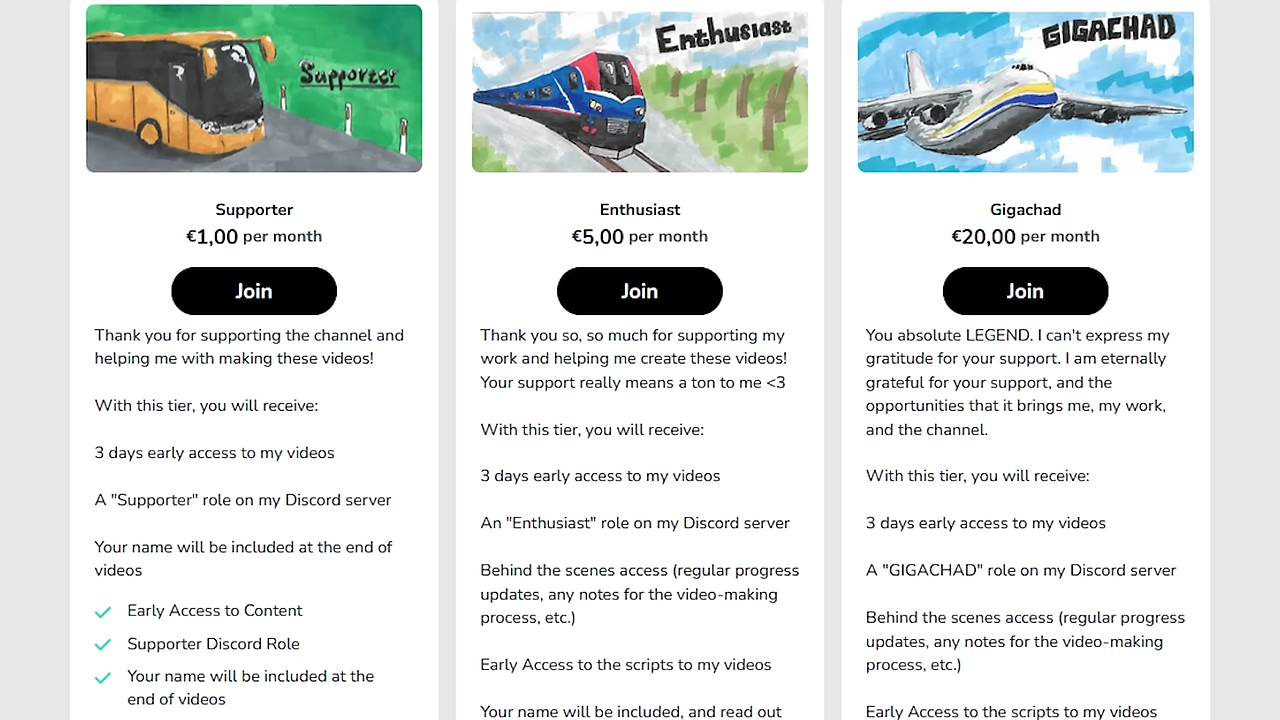 Supporter
Supporter
€1,00 per month
Join
Thank you for supporting the channel and
helping me with making these videos!
With this tier, you will receive:
3 days early access to my videos
A "Supporter" role on my Discord server
Your name will be included at the end of
videos
Early Access to Content
Supporter Discord Role
Your name will be included at the
end of videos
Enthusiast
Enthusiast
€5,00 per month
Join
Thank you so, so much for supporting my
work and helping me create these videos!
Your support really means a ton to me <3
With this tier, you will receive:
3 days early access to my videos
An "Enthusiast" role on my Discord server
Behind the scenes access (regular progress
updates, any notes for the video-making
process, etc.)
Early Access to the scripts to my videos
Your name will be included, and read out
GIGACHAD
Gigachad
€20,00 per month
Join
You absolute LEGEND. I can't express my
gratitude for your support. I am eternally
grateful for your support, and the
opportunities that it brings me, my work,
and the channel.
With this tier, you will receive:
3 days early access to my videos
A "GIGACHAD" role on my Discord server
Behind the scenes access (regular progress
updates, any notes for the video-making
process, etc.)
Early Access to the scripts to my videos